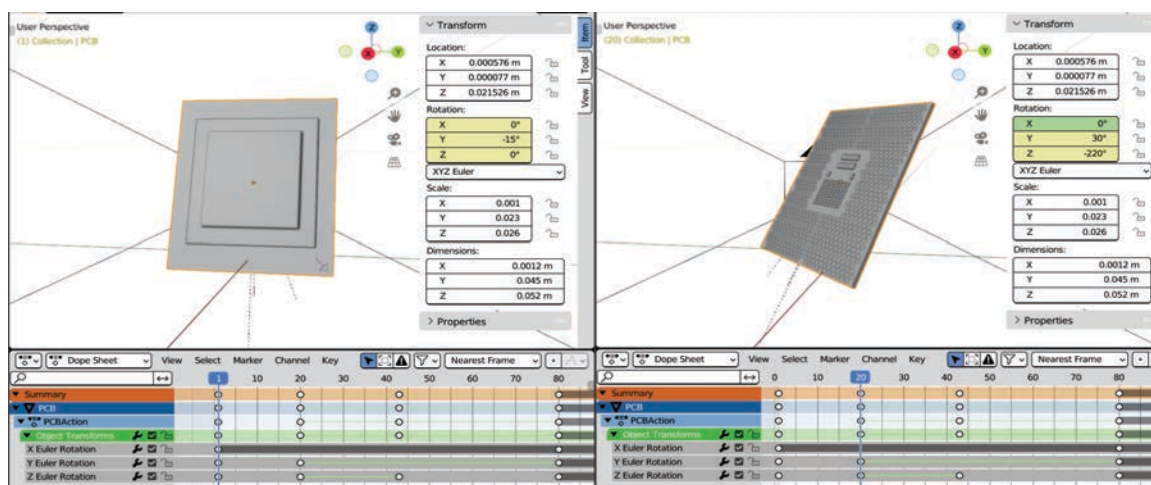 User Perspective
(1) Collection | PCB
Z
X
Y
Transform
Location:
X 0.000576 m
Y 0.000077 m
Z 0.021526 m
Rotation:
X 0°
Y -15°
Z 0°
XYZ Euler
Scale:
X 0.001
Y 0.023
Z 0.026
Dimensions:
X 0.0012 m
Y 0.045 m
Z 0.052 m
Properties
Item
Tool
View
Dope Sheet View Select Marker Channel Key Nearest Frame
1 10 20 30 40 50 60 70 80
Summary
PCB
PCBAction
Object Transforms
X Euler Rotation
Y Euler Rotation
Z Euler Rotation
User Perspective
(20) Collection | PCB
Z
X
Y
Transform
Location:
X 0.000576 m
Y 0.000077 m
Z 0.021526 m
Rotation:
X 0°
Y 30°
Z -220°
XYZ Euler
Scale:
X 0.001
Y 0.023
Z 0.026
Dimensions:
X 0.0012 m
Y 0.045 m
Z 0.052 m
Properties
Dope Sheet View Select Marker Channel Key Nearest Frame
0 10 20 30 40 50 60 70 80
Summary
PCB
PCBAction
Object Transforms
X Euler Rotation
Y Euler Rotation
Z Euler Rotation